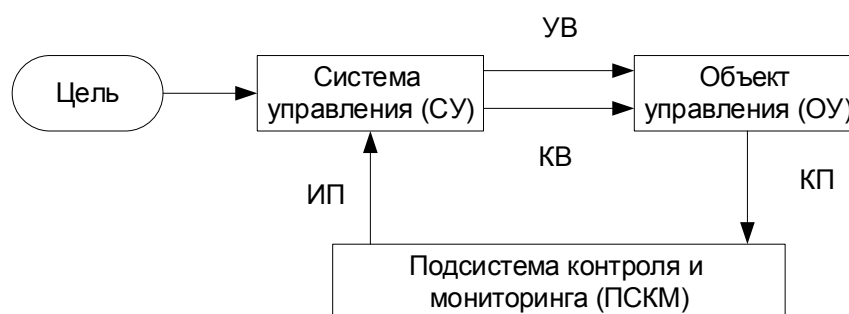 УВ
Цель
Система
управления (СУ)
Объект
управления (ОУ)
КВ
ИП
КП
Подсистема контроля и
мониторинга (ПСКМ)